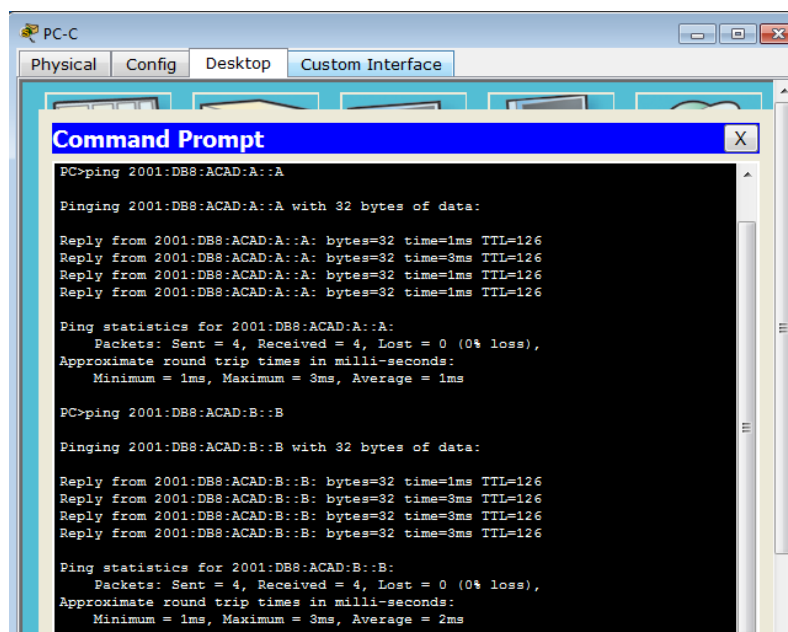 PC-C
Physical Config Desktop Custom Interface
Command Prompt X
PC>ping 2001:DB8:ACAD:A::A
Pinging 2001:DB8:ACAD:A::A with 32 bytes of data:
Reply from 2001:DB8:ACAD:A::A: bytes=32 time=1ms TTL=126
Reply from 2001:DB8:ACAD:A::A: bytes=32 time=3ms TTL=126
Reply from 2001:DB8:ACAD:A::A: bytes=32 time=1ms TTL=126
Reply from 2001:DB8:ACAD:A::A: bytes=32 time=1ms TTL=126
Ping statistics for 2001:DB8:ACAD:A::A:
Packets: Sent = 4, Received = 4, Lost = 0 (0% loss),
Approximate round trip times in milli-seconds:
Minimum = 1ms, Maximum = 3ms, Average = 1ms
PC>ping 2001:DB8:ACAD:B::B
Pinging 2001:DB8:ACAD:B::B with 32 bytes of data:
Reply from 2001:DB8:ACAD:B::B: bytes=32 time=1ms TTL=126
Reply from 2001:DB8:ACAD:B::B: bytes=32 time=3ms TTL=126
Reply from 2001:DB8:ACAD:B::B: bytes=32 time=3ms TTL=126
Reply from 2001:DB8:ACAD:B::B: bytes=32 time=3ms TTL=126
Ping statistics for 2001:DB8:ACAD:B::B:
Packets: Sent = 4, Received = 4, Lost = 0 (0% loss),
Approximate round trip times in milli-seconds:
Minimum = 1ms, Maximum = 3ms, Average = 2ms